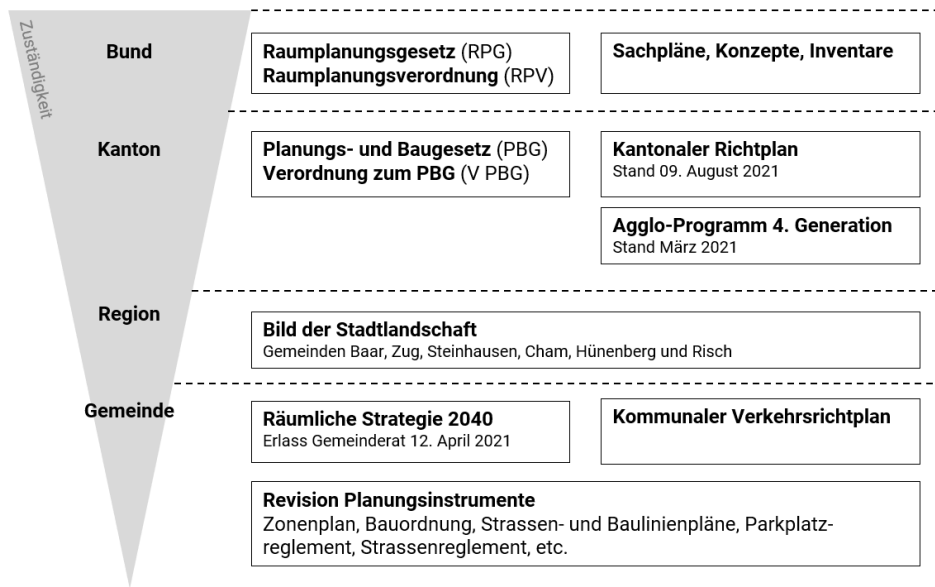 Zuständigkeit
Bund
Raumplanungsgesetz (RPG)
Raumplanungsverordnung (RPV)
Sachpläne, Konzepte, Inventare
Kanton
Planungs- und Baugesetz (PBG)
Verordnung zum PBG (V PBG)
Kantonaler Richtplan
Stand 09. August 2021
Agglo-Programm 4. Generation
Stand März 2021
Region
Bild der Stadtlandschaft
Gemeinden Baar, Zug, Steinhausen, Cham, Hünenberg und Risch
Gemeinde
Räumliche Strategie 2040
Erlass Gemeinderat 12. April 2021
Kommunaler Verkehrsrichtplan
Revision Planungsinstrumente
Zonenplan, Bauordnung, Strassen- und Baulinienpläne, Parkplatz-
reglement, Strassenreglement, etc.